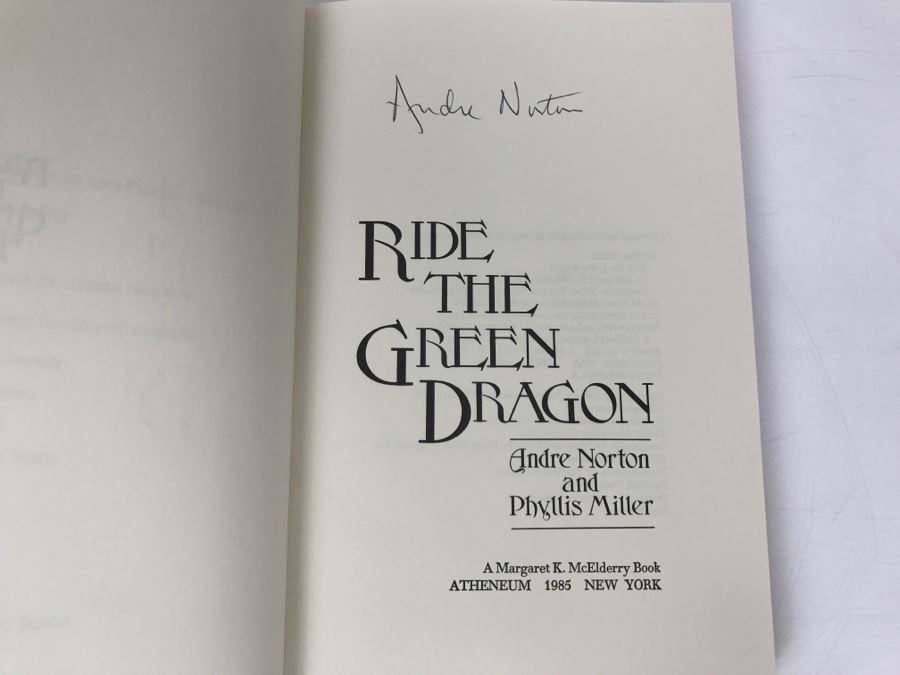 Andre Norton
RIDE
THE
GREEN
DRAGON
Andre Norton
and
Phyllis Miller
A Margaret K. McElderry Book
ATHENEUM 1985 NEW YORK